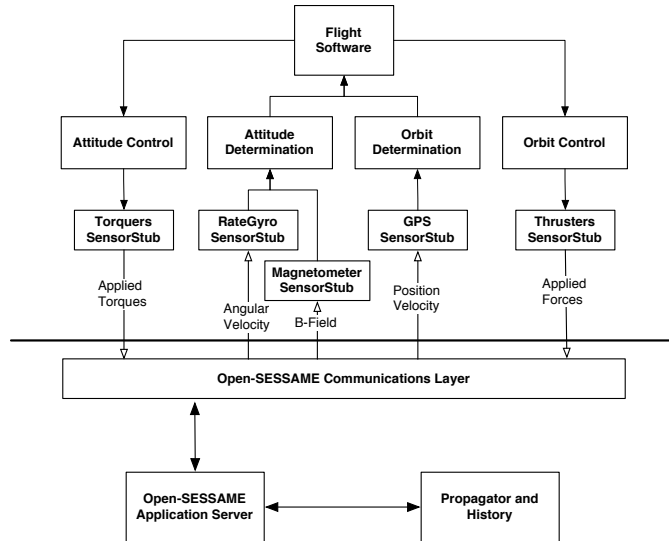 Flight
Software
Attitude Control
Attitude
Determination
Orbit
Determination
Orbit Control
Torquers
SensorStub
RateGyro
SensorStub
GPS
SensorStub
Thrusters
SensorStub
Magnetometer
SensorStub
Applied
Torques
Angular
Velocity
B-Field
Position
Velocity
Applied
Forces
Open-SESSAME Communications Layer
Open-SESSAME
Application Server
Propagator and
History